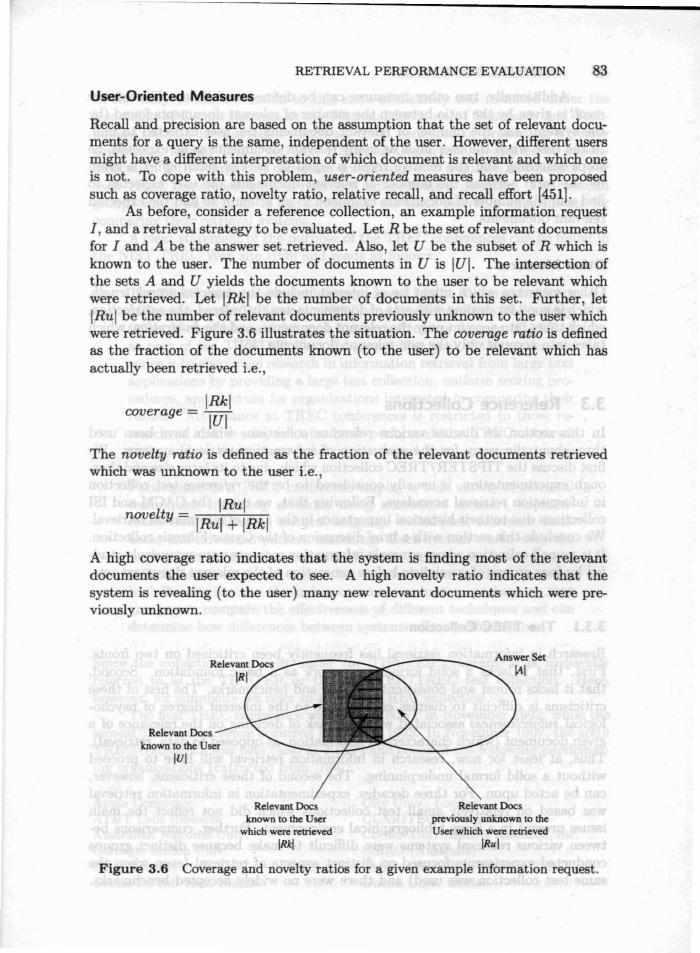 RETRIEVAL PERFORMANCE EVALUATION 83
User-Oriented Measures
Recall and precision are based on the assumption that the set of relevant docu-
ments for a query is the same, independent of the user. However, different users
might have a different interpretation of which document is relevant and which one
is not. To cope with this problem, user-oriented measures have been proposed
such as coverage ratio, novelty ratio, relative recall, and recall effort [451].
As before, consider a reference collection, an example information request
I, and a retrieval strategy to be evaluated. Let R be the set of relevant documents
for I and A be the answer set retrieved. Also, let U be the subset of R which is
known to the user. The number of documents in U is |U|. The intersection of
the sets A and U yields the documents known to the user to be relevant which
were retrieved. Let |Rk| be the number of documents in this set. Further, let
|Ru| be the number of relevant documents previously unknown to the user which
were retrieved. Figure 3.6 illustrates the situation. The coverage ratio is defined
as the fraction of the documents known (to the user) to be relevant which has
actually been retrieved i.e.,
coverage = |Rk| / |U|
The novelty ratio is defined as the fraction of the relevant documents retrieved
which was unknown to the user i.e.,
novelty = |Ru| / |Ru| + |Rk|
A high coverage ratio indicates that the system is finding most of the relevant
documents the user expected to see. A high novelty ratio indicates that the
system is revealing (to the user) many new relevant documents which were pre-
viously unknown.
Relevant Docs
|R|
Answer Set
|A|
Relevant Docs
known to the User
|U|
Relevant Docs
known to the User
which were retrieved
|Rk|
Relevant Docs
previously unknown to the
User which were retrieved
|Ru|
Figure 3.6 Coverage and novelty ratios for a given example information request.